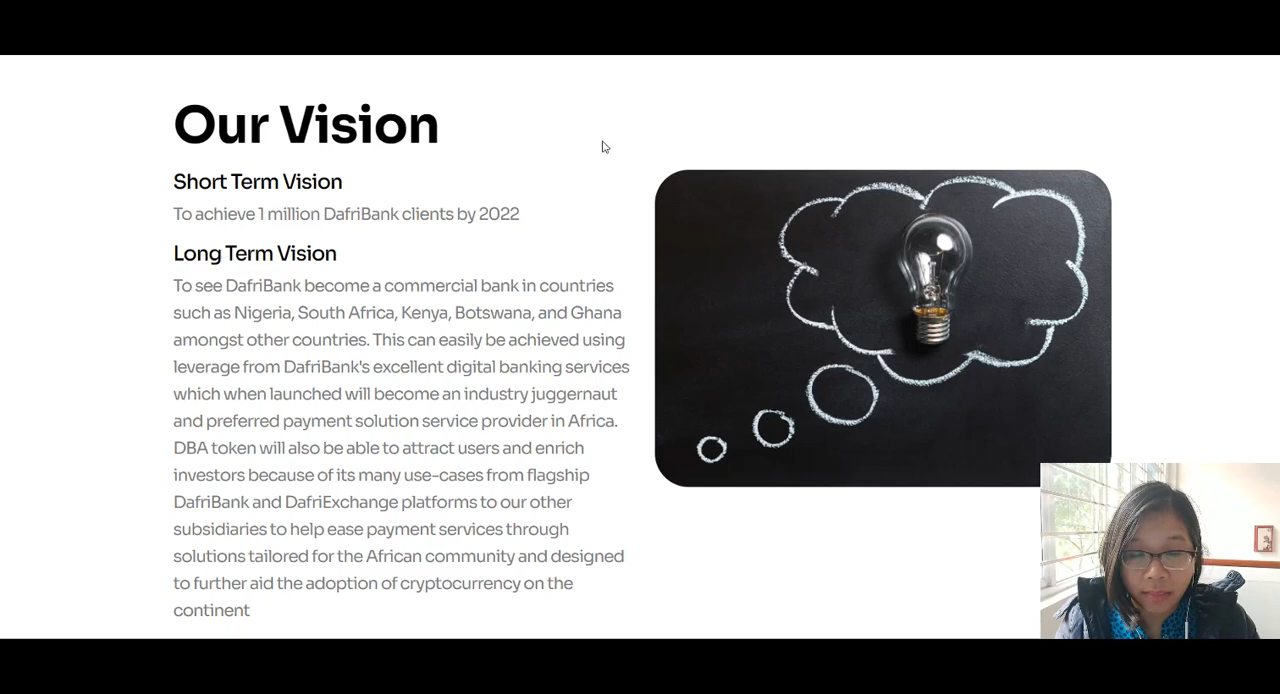 Our Vision
Short Term Vision
To achieve 1 million DafriBank clients by 2022
Long Term Vision
To see DafriBank become a commercial bank in countries
such as Nigeria, South Africa, Kenya, Botswana, and Ghana
amongst other countries. This can easily be achieved using
leverage from DafriBank's excellent digital banking services
which when launched will become an industry juggernaut
and preferred payment solution service provider in Africa.
DBA token will also be able to attract users and enrich
investors because of its many use-cases from flagship
DafriBank and DafriExchange platforms to our other
subsidiaries to help ease payment services through
solutions tailored for the African community and designed
to further aid the adoption of cryptocurrency on the
continent